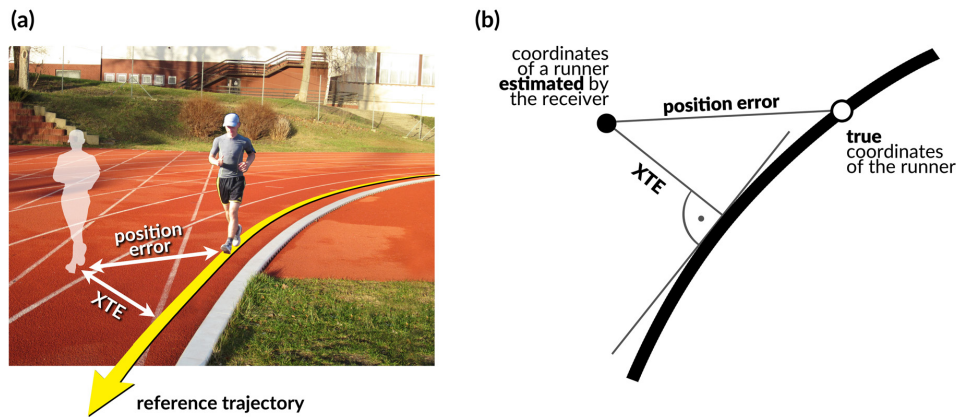 (a)
position
error
XTE
reference trajectory
(b)
coordinates
of a runner
estimated by
the receiver
position error
XTE
true
coordinates
of the runner